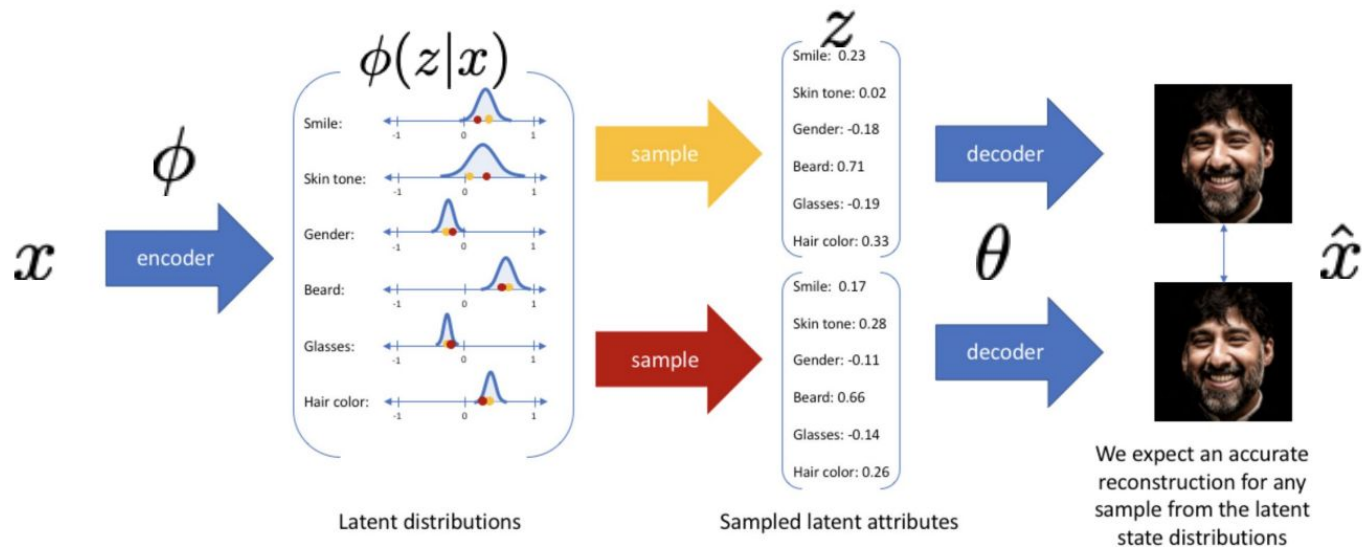 x
ϕ
encoder
ϕ(z|x)
Smile:
-1 0 1
Skin tone:
-1 0 1
Gender:
-1 0 1
Beard:
-1 0 1
Glasses:
-1 0 1
Hair color:
-1 0 1
Latent distributions
sample
sample
z
Smile: 0.23
Skin tone: 0.02
Gender: -0.18
Beard: 0.71
Glasses: -0.19
Hair color: 0.33
Smile: 0.17
Skin tone: 0.28
Gender: -0.11
Beard: 0.66
Glasses: -0.14
Hair color: 0.26
Sampled latent attributes
decoder
θ
decoder
x̂
We expect an accurate
reconstruction for any
sample from the latent
state distributions